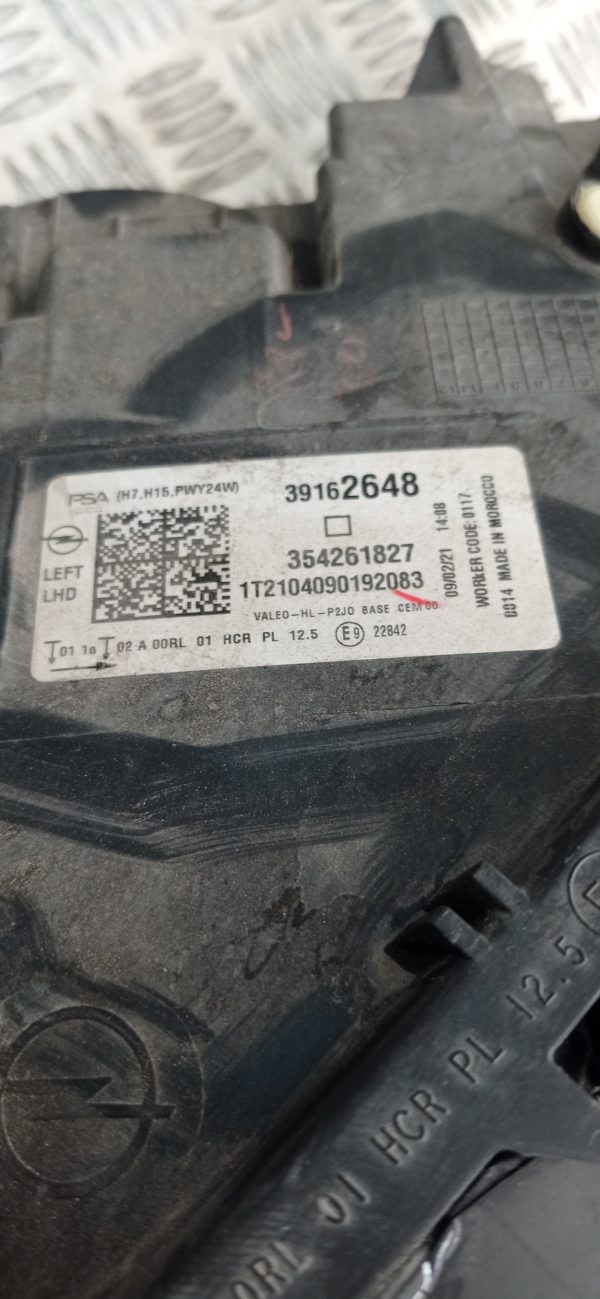 PSA (H7,H15,PWY24W)
39162648
LEFT
LHD
354261827
1T2104090192083
VALEO-HL-P2JO BASE CEM 00
01 1a 02 A 00RL 01 HCR PL 12.5 E9 22842
09/02/21 14:08
WORKER CODE: 0117
0014 MADE IN MOROCCO
0RL 01 HCR PL 12.5